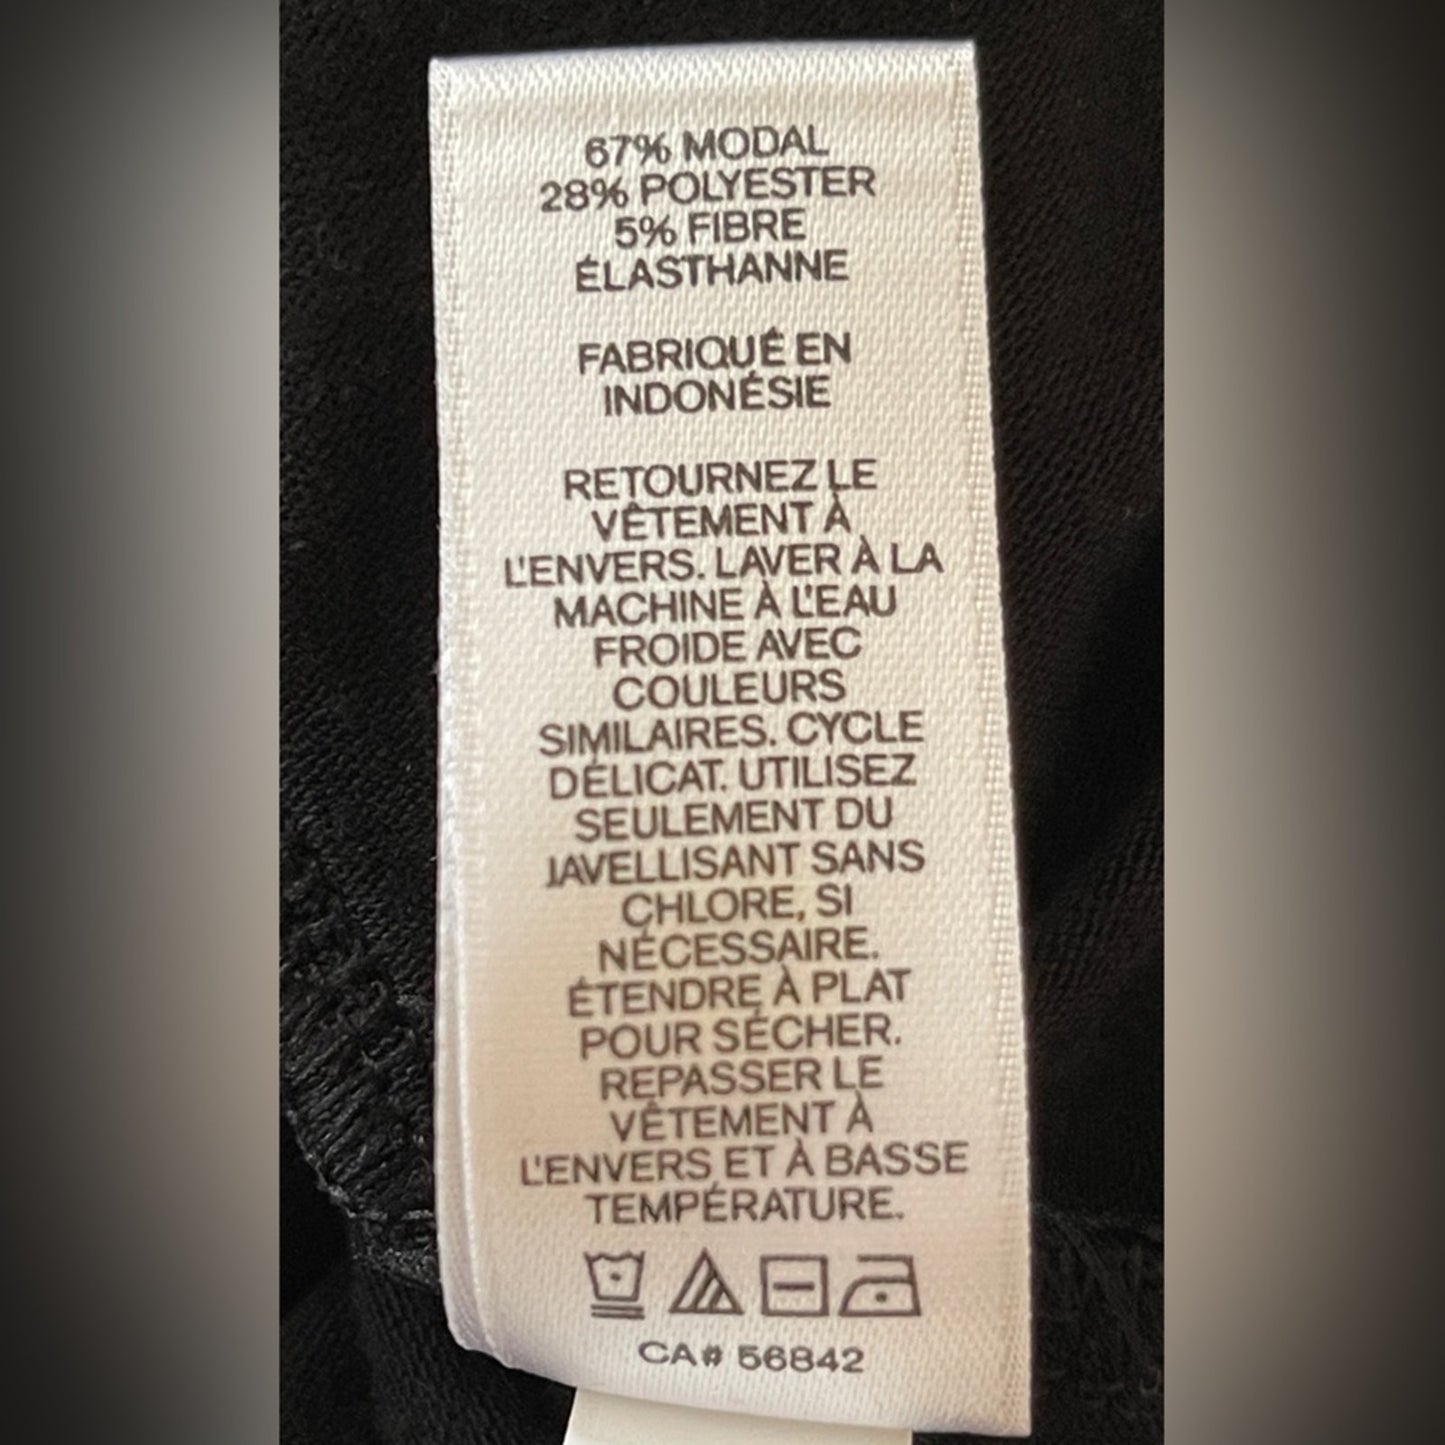 67% MODAL
28% POLYESTER
5% FIBRE
ÉLASTHANNE
FABRIQUÉ EN
INDONÉSIE
RETOURNEZ LE
VÊTEMENT À
L'ENVERS. LAVER À LA
MACHINE À L'EAU
FROIDE AVEC
COULEURS
SIMILAIRES. CYCLE
DÉLICAT. UTILISEZ
SEULEMENT DU
JAVELLISANT SANS
CHLORE, SI
NÉCESSAIRE.
ÉTENDRE À PLAT
POUR SÉCHER.
REPASSER LE
VÊTEMENT À
L'ENVERS ET À BASSE
TEMPÉRATURE.
CA# 56842